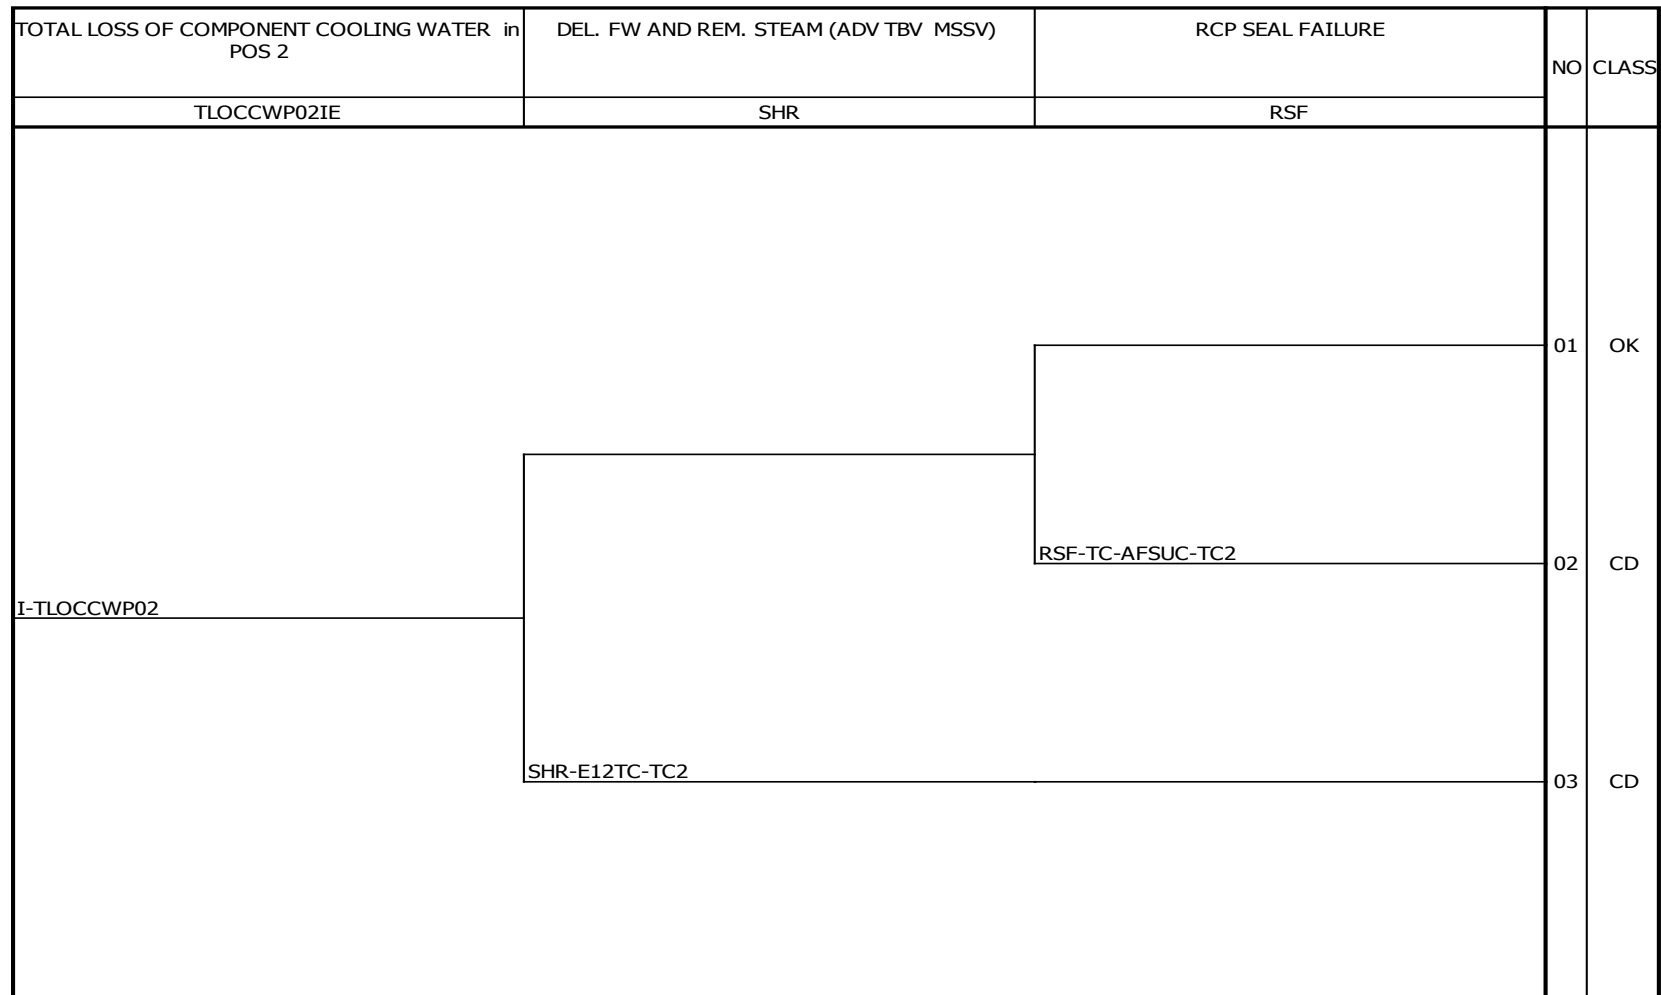 TOTAL LOSS OF COMPONENT COOLING WATER in
POS 2
DEL. FW AND REM. STEAM (ADV TBV MSSV)
RCP SEAL FAILURE
NO
CLASS
TLOCCWP02IE
SHR
RSF
01
OK
RSF-TC-AFSUC-TC2
02
CD
I-TLOCCWP02
SHR-E12TC-TC2
03
CD